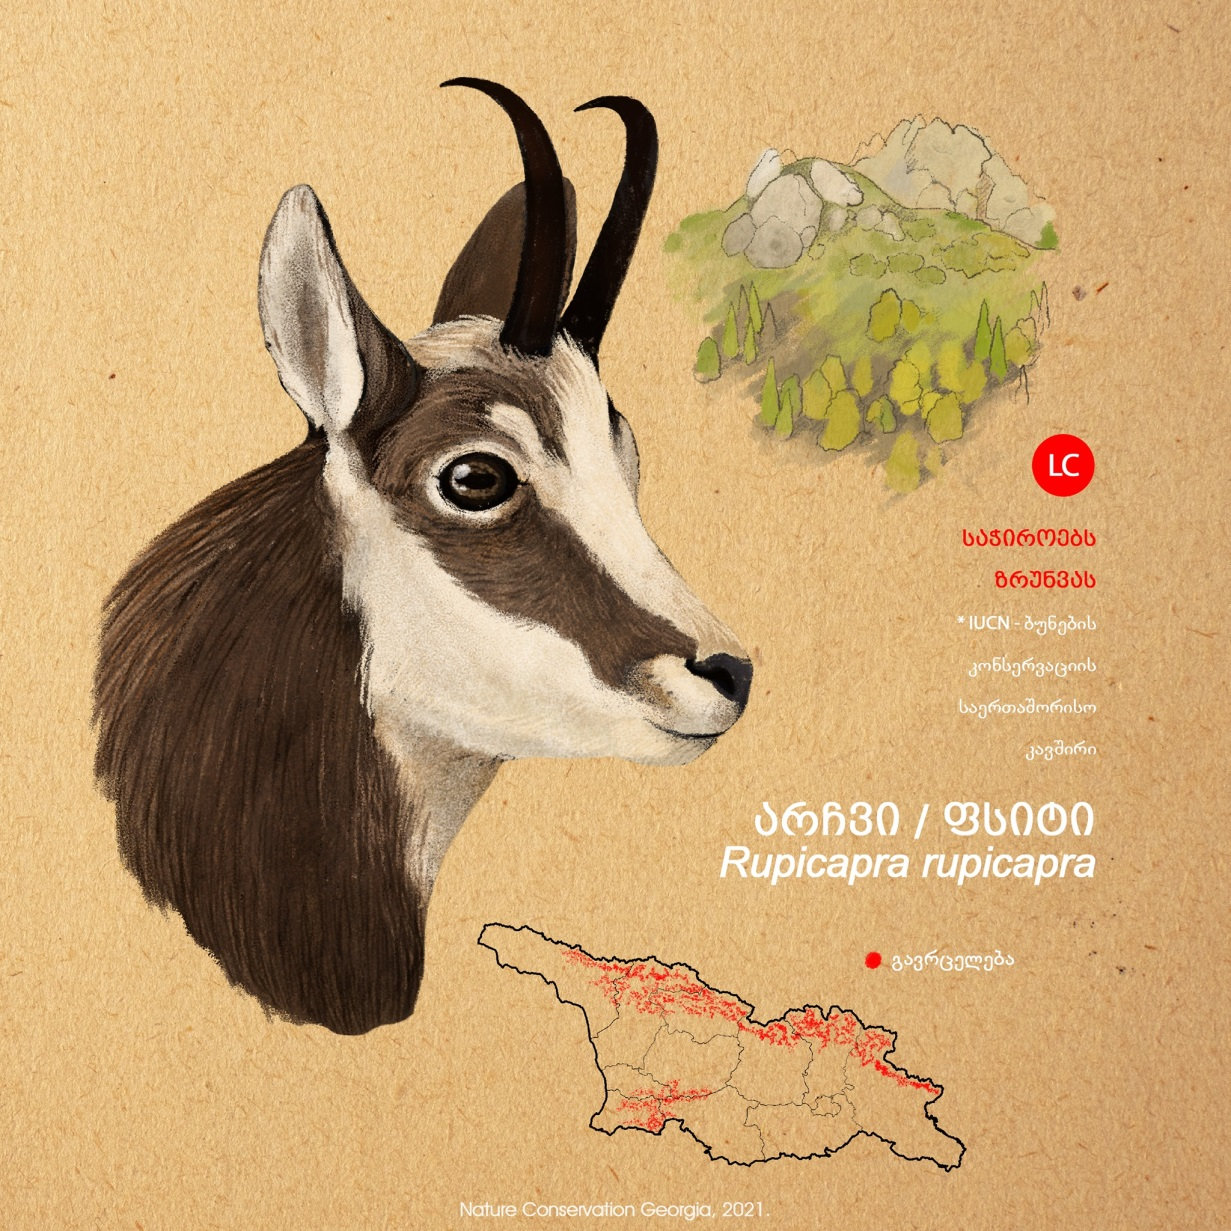 LC
საჭიროებს
ზრუნვას
* IUCN - ბუნების
კონსერვაციის
საერთაშორისო
კავშირი
არჩვი / ფსიტი
Rupicapra rupicapra
გავრცელება
Nature Conservation Georgia, 2021.